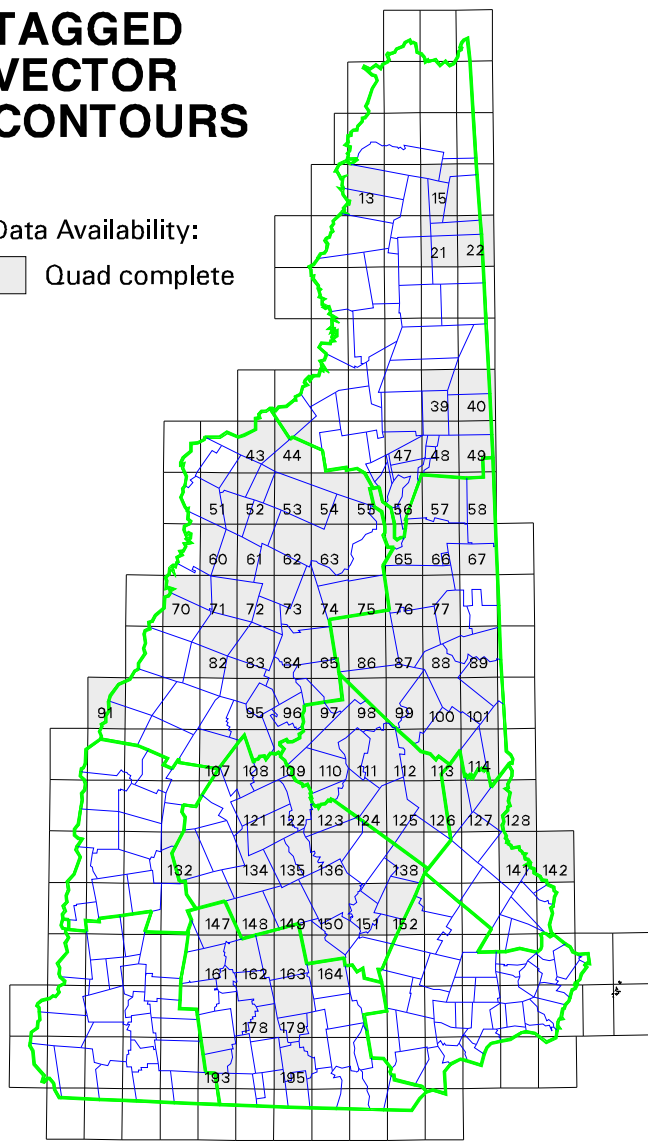 TAGGED
VECTOR
CONTOURS
13 15
Data Availability:
21 22
Quad complete
39 40
43 44 47 48 49
51 52 53 54 55 56 57 58
60 61 62 63 65 66 67
70 71 72 73 74 75 76 77
82 83 84 85 86 87 88 89
91 95 96 97 98 99 100 101
107 108 109 110 111 112 113 114
121 122 123 124 125 126 127 128
132 134 135 136 138 141 142
147 148 149 150 151 152
161 162 163 164
178 179
193 195